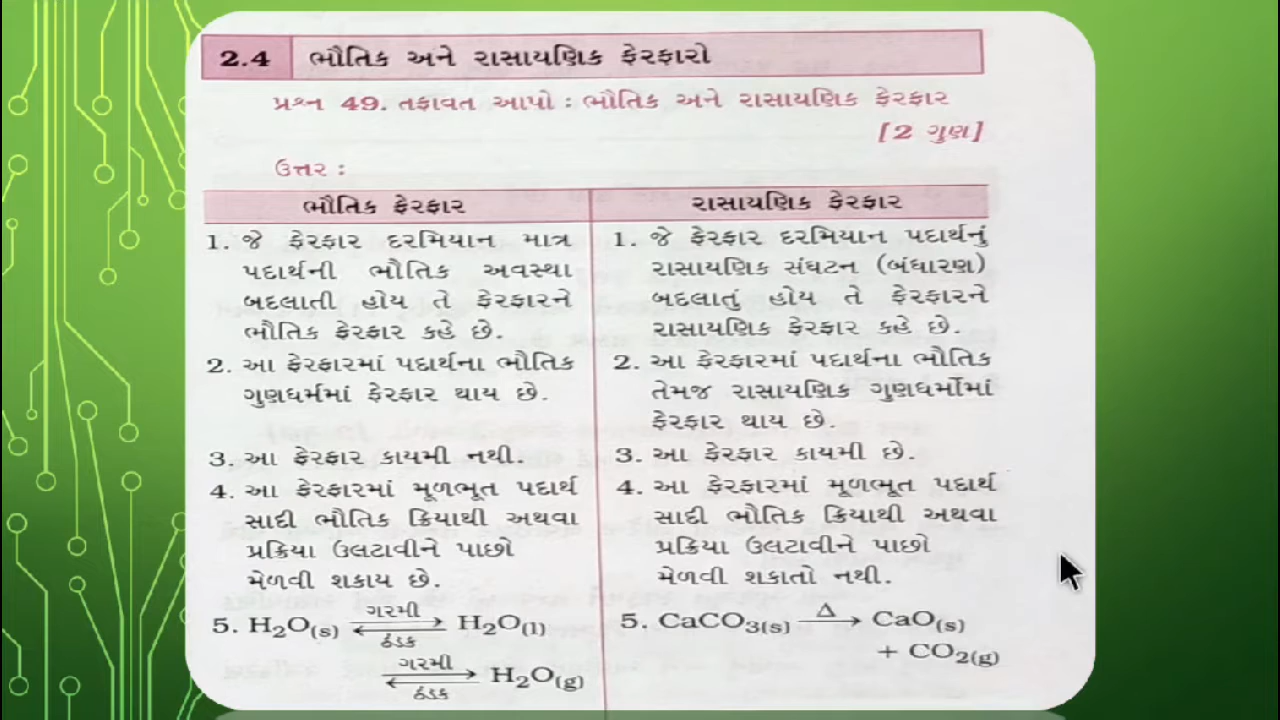 2.4 ભૌતિક અને રાસાયણિક ફેરફારો
પ્રશ્ન 49. તફાવત આપો : ભૌતિક અને રાસાયણિક ફેરફાર
[2 ગુણ]
ઉત્તર :
ભૌતિક ફેરફાર
1. જે ફેરફાર દરમિયાન માત્ર
પદાર્થની ભૌતિક અવસ્થા
બદલાતી હોય તે ફેરફારને
ભૌતિક ફેરફાર કહે છે.
2. આ ફેરફારમાં પદાર્થના ભૌતિક
ગુણધર્મમાં ફેરફાર થાય છે.
3. આ ફેરફાર કાયમી નથી.
4. આ ફેરફારમાં મૂળભૂત પદાર્થ
સાદી ભૌતિક ક્રિયાથી અથવા
પ્રક્રિયા ઉલટાવીને પાછો
મેળવી શકાય છે.
ગરમી
5. H₂O(s) ⇄ H₂O(l)
ઠંડક
ગરમી
⇄ H₂O(g)
ઠંડક
રાસાયણિક ફેરફાર
1. જે ફેરફાર દરમિયાન પદાર્થનું
રાસાયણિક સંઘટન (બંધારણ)
બદલાતું હોય તે ફેરફારને
રાસાયણિક ફેરફાર કહે છે.
2. આ ફેરફારમાં પદાર્થના ભૌતિક
તેમજ રાસાયણિક ગુણધર્મોમાં
ફેરફાર થાય છે.
3. આ ફેરફાર કાયમી છે.
4. આ ફેરફારમાં મૂળભૂત પદાર્થ
સાદી ભૌતિક ક્રિયાથી અથવા
પ્રક્રિયા ઉલટાવીને પાછો
મેળવી શકાતો નથી.
Δ
5. CaCO₃(s) → CaO(s)
+ CO₂(g)